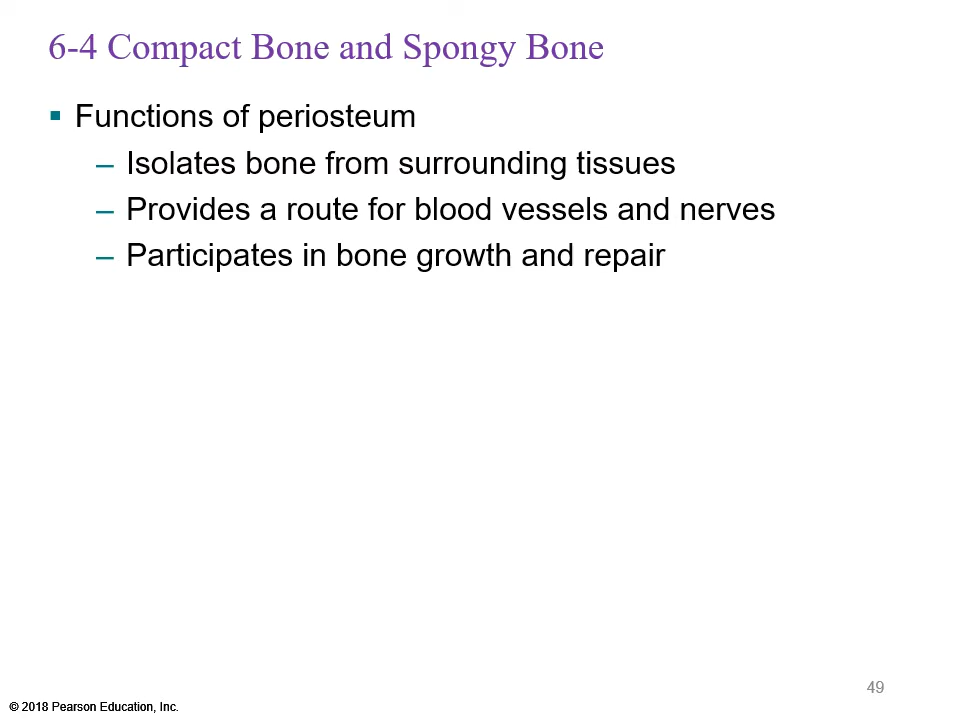 6-4 Compact Bone and Spongy Bone
▪ Functions of periosteum
– Isolates bone from surrounding tissues
– Provides a route for blood vessels and nerves
– Participates in bone growth and repair
49
© 2018 Pearson Education, Inc.